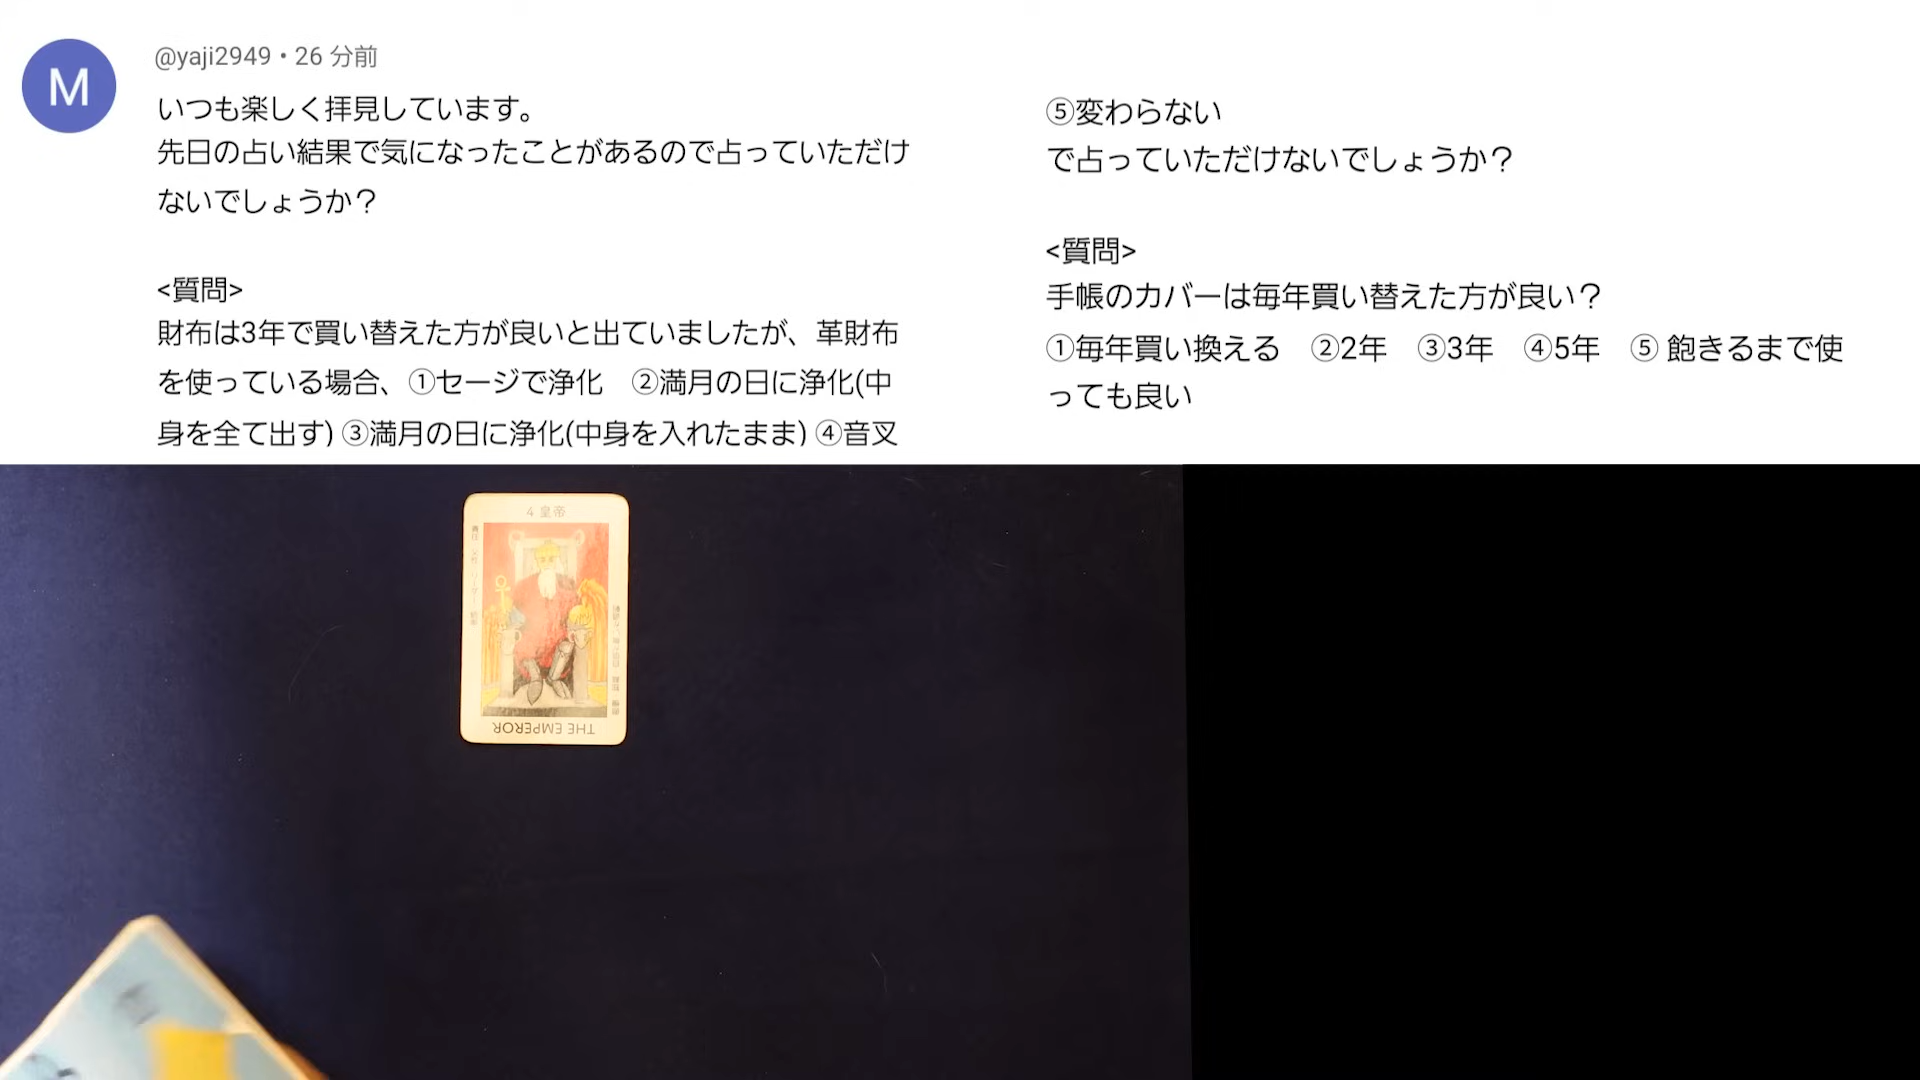 M
@yaji2949・26 分前
いつも楽しく拝見しています。
先日の占い結果で気になったことがあるので占っていただけ
ないでしょうか？
<質問>
財布は3年で買い替えた方が良いと出ていましたが、革財布
を使っている場合、①セージで浄化　②満月の日に浄化(中
身を全て出す) ③満月の日に浄化(中身を入れたまま) ④音叉
⑤変わらない
で占っていただけないでしょうか？
<質問>
手帳のカバーは毎年買い替えた方が良い？
①毎年買い換える　②2年　③3年　④5年　⑤ 飽きるまで使
っても良い
4 皇帝
THE EMPEROR